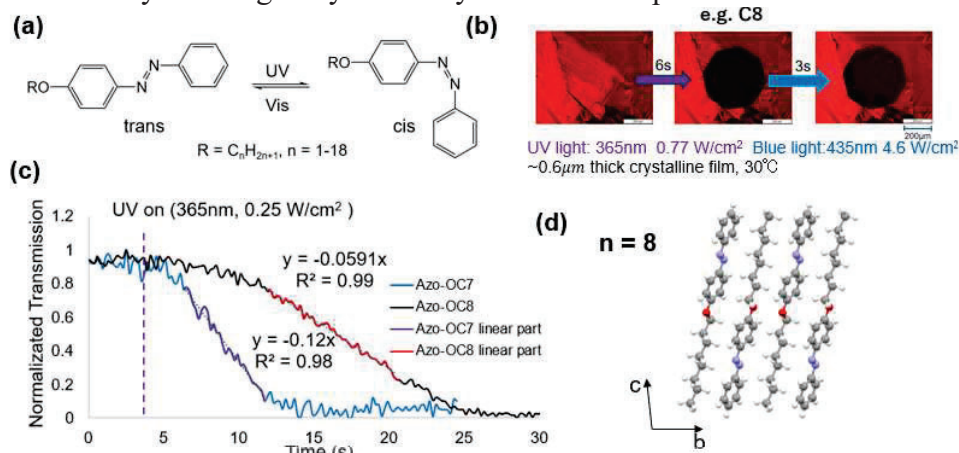 (a)
RO
N
N
UV
Vis
RO
N
N
trans
cis
R = CₙH₂ₙ₊₁, n = 1-18
(b)
e.g. C8
6s
3s
200μm
UV light: 365nm 0.77 W/cm² Blue light:435nm 4.6 W/cm²
~0.6μm thick crystalline film, 30℃
(c)
UV on (365nm, 0.25 W/cm² )
Normalizated Transmission
1.2
1
0.8
0.6
0.4
0.2
0
y = -0.0591x
R² = 0.99
y = -0.12x
R² = 0.98
Azo-OC7
Azo-OC8
Azo-OC7 linear part
Azo-OC8 linear part
0 5 10 15 20 25 30
Time (s)
(d)
n = 8
c
b